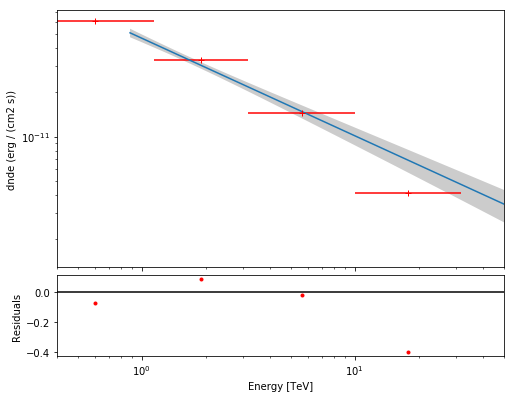 dnde (erg / (cm2 s))
10⁻¹¹
Residuals
0.0
−0.2
−0.4
10⁰
10¹
Energy [TeV]